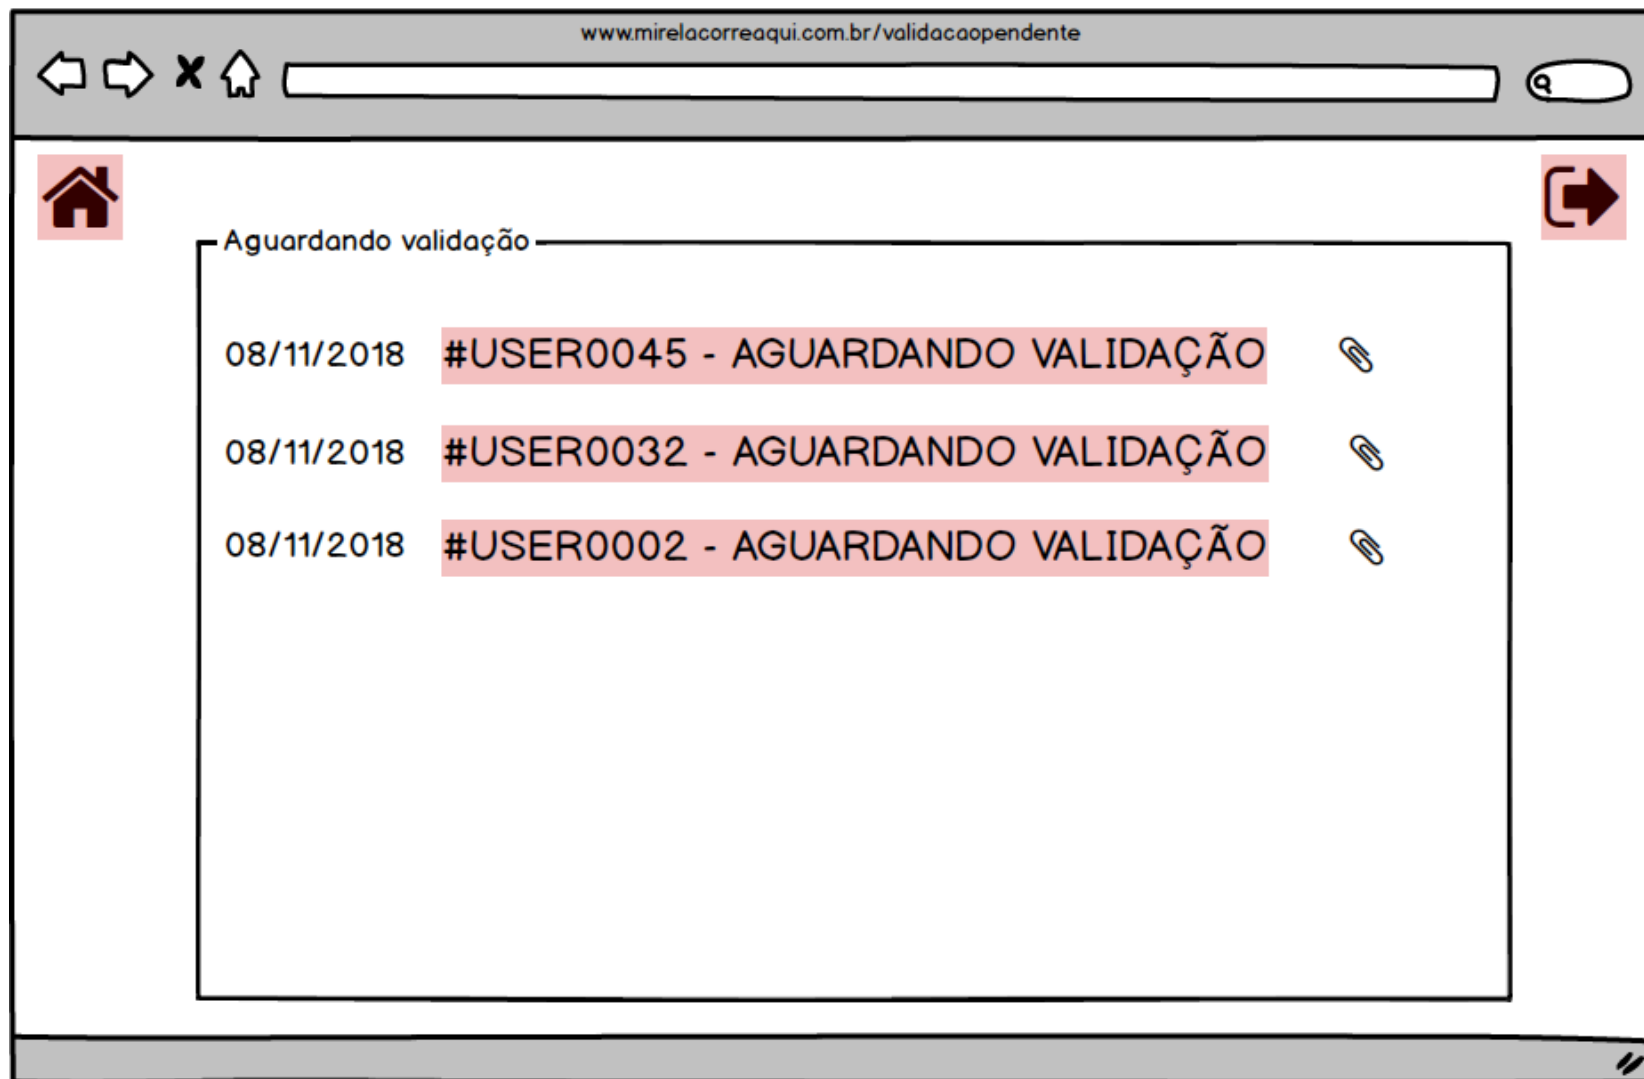 www.mirelacorreaqui.com.br/validacaopendente
Aguardando validação
08/11/2018 #USER0045 - AGUARDANDO VALIDAÇÃO
08/11/2018 #USER0032 - AGUARDANDO VALIDAÇÃO
08/11/2018 #USER0002 - AGUARDANDO VALIDAÇÃO